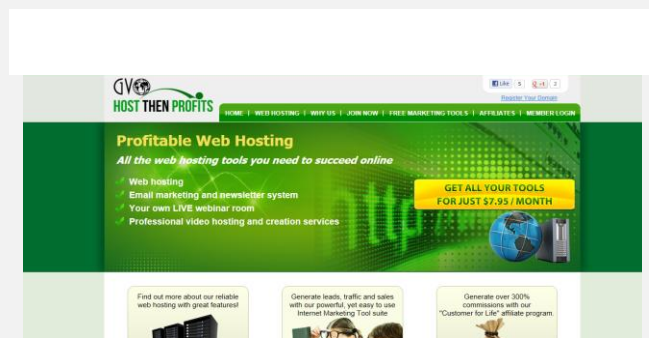 GVO
HOST THEN PROFITS
Like 5 +1 2
Register Your Domain
HOME | WEB HOSTING | WHY US | JOIN NOW | FREE MARKETING TOOLS | AFFILIATES | MEMBER LOGIN
Profitable Web Hosting
All the web hosting tools you need to succeed online
Web hosting
Email marketing and newsletter system
Your own LIVE webinar room
Professional video hosting and creation services
GET ALL YOUR TOOLS
FOR JUST $7.95 / MONTH
http
Find out more about our reliable
web hosting with great features!
Generate leads, traffic and sales
with our powerful, yet easy to use
Internet Marketing Tool suite
Generate over 300%
commissions with our
"Customer for Life" affiliate program.